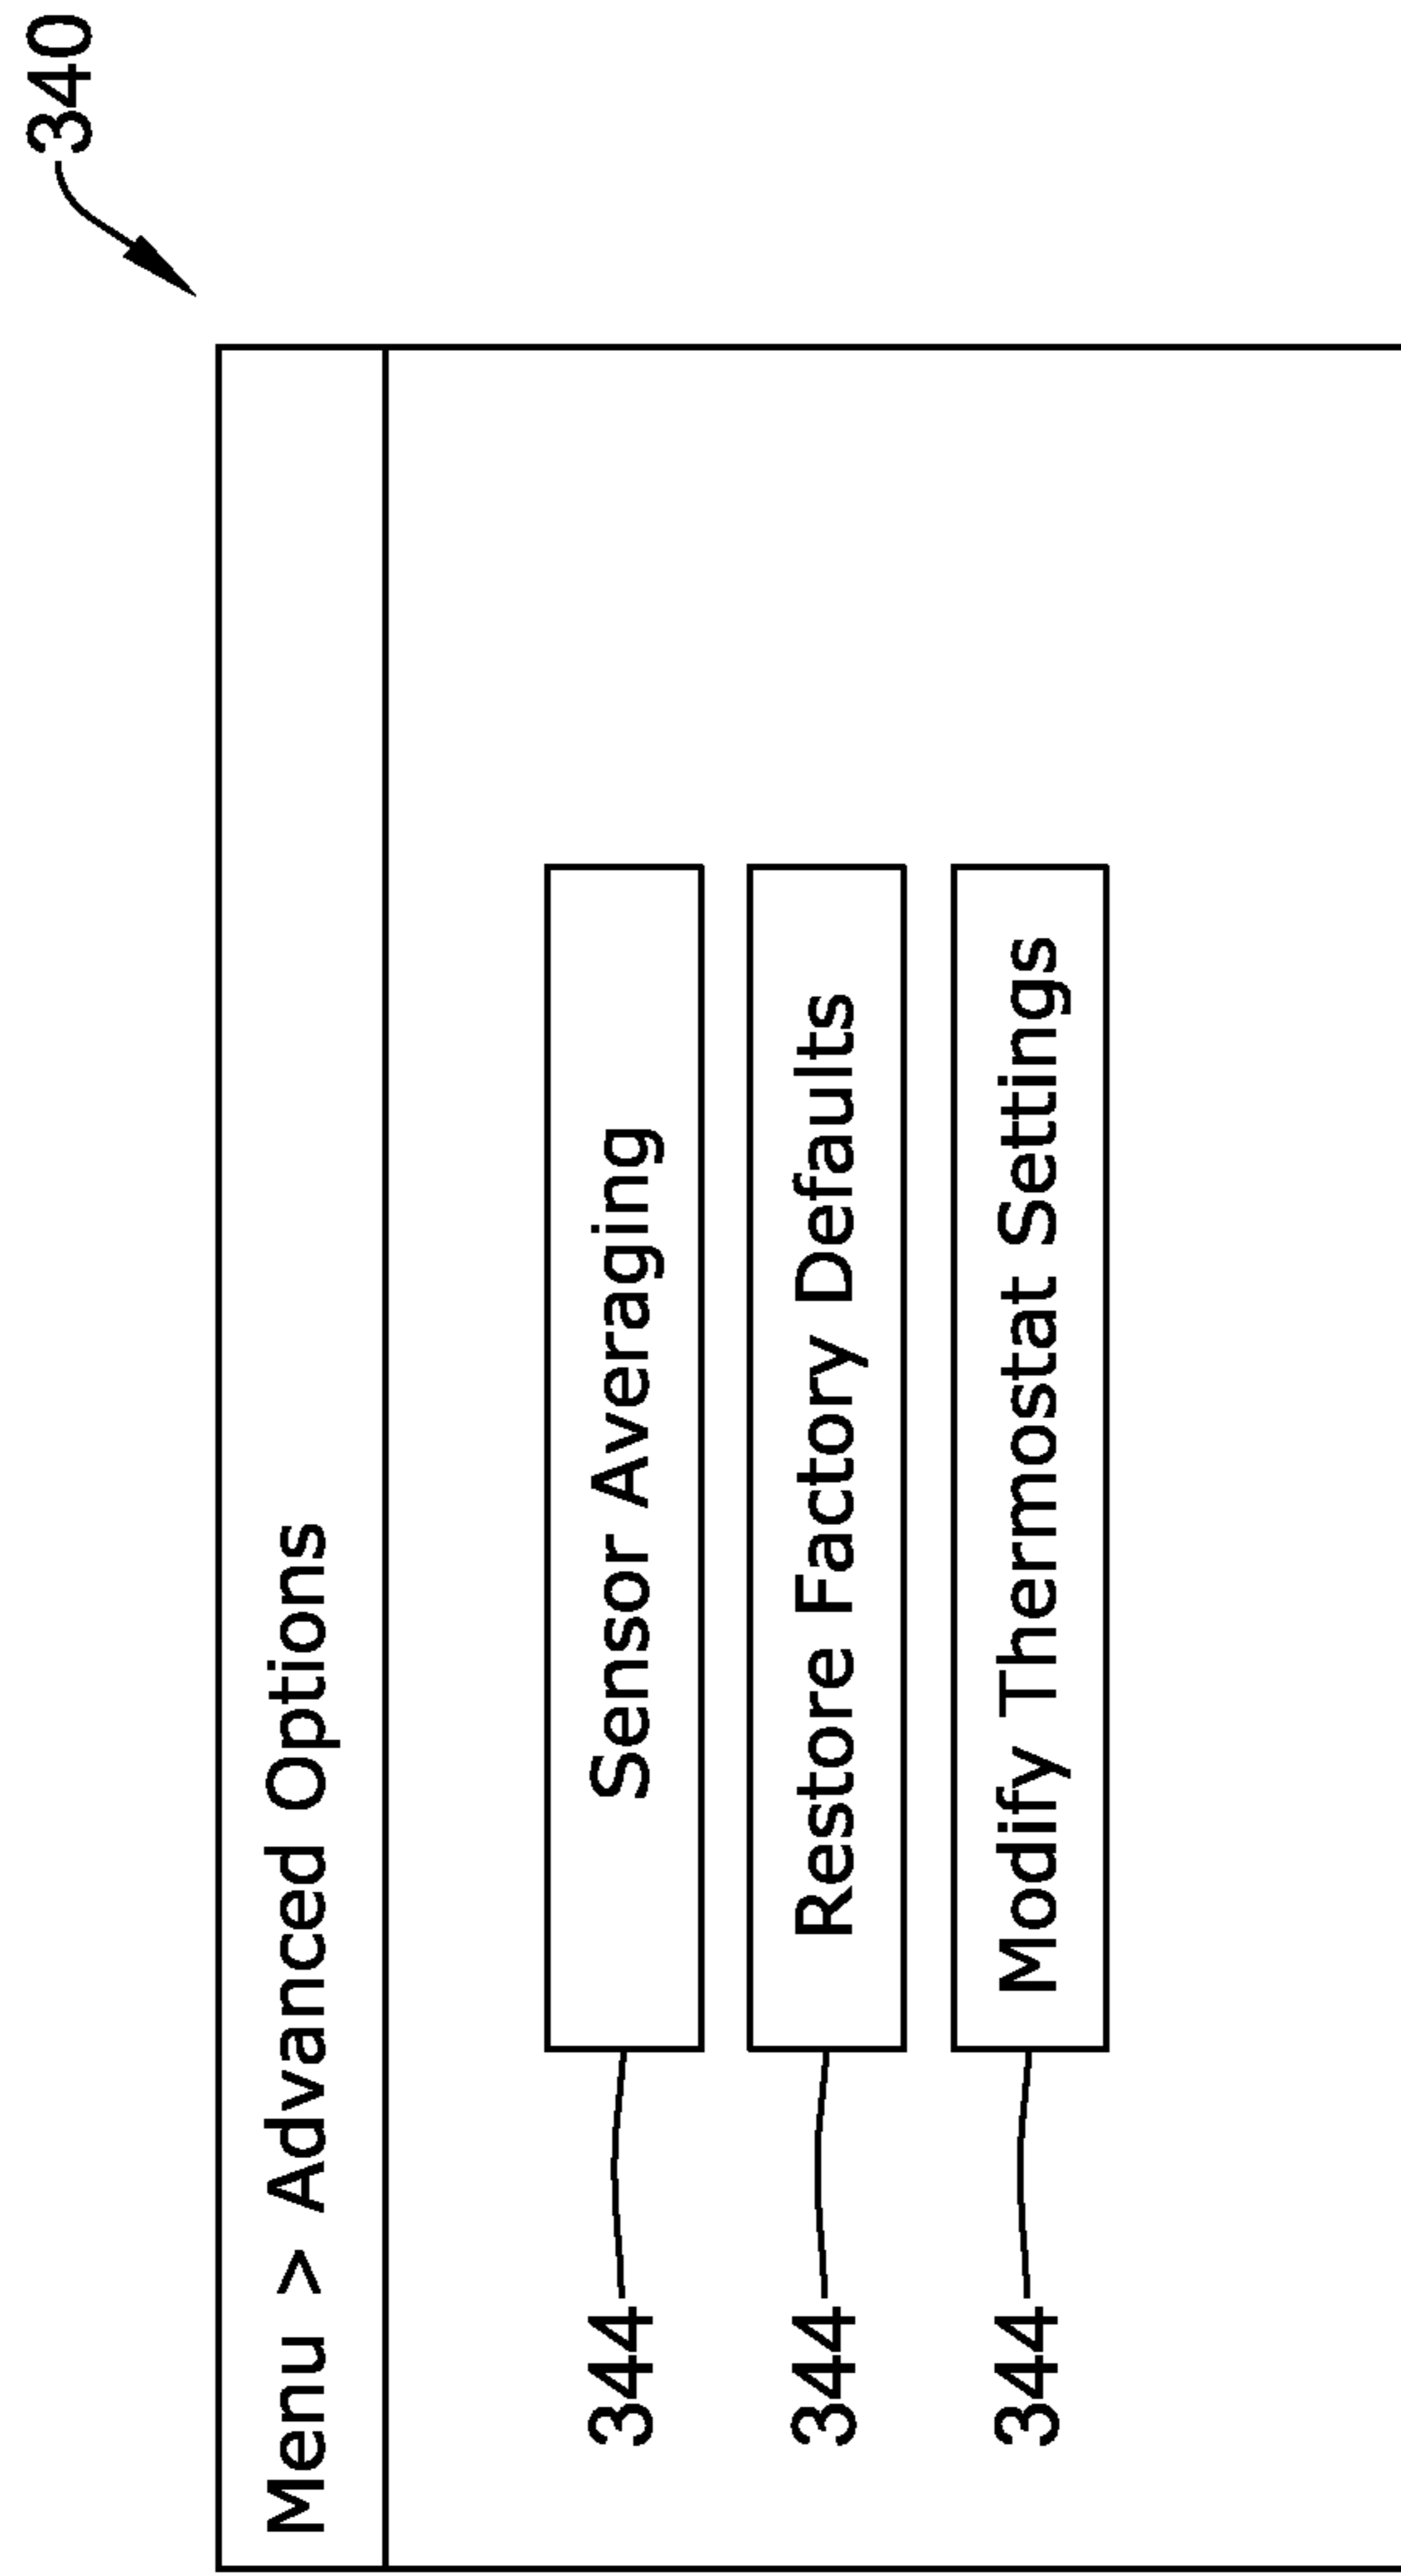 340
Menu > Advanced Options
344 Sensor Averaging
344 Restore Factory Defaults
344 Modify Thermostat Settings